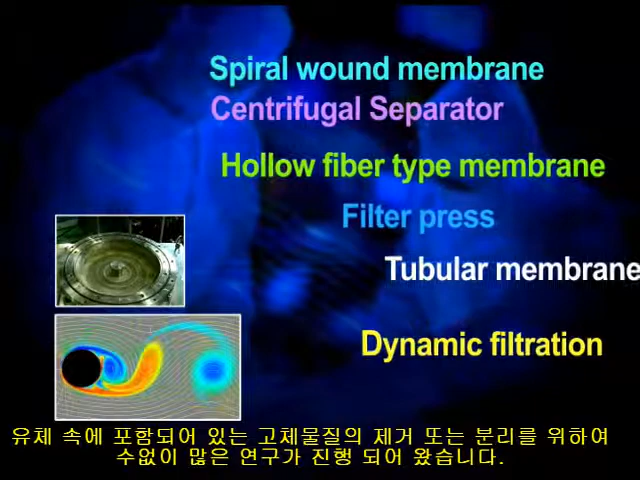 Spiral wound membrane
Centrifugal Separator
Hollow fiber type membrane
Filter press
Tubular membrane
Dynamic filtration
유체 속에 포함되어 있는 고체물질의 제거 또는 분리를 위하여
수없이 많은 연구가 진행 되어 왔습니다.